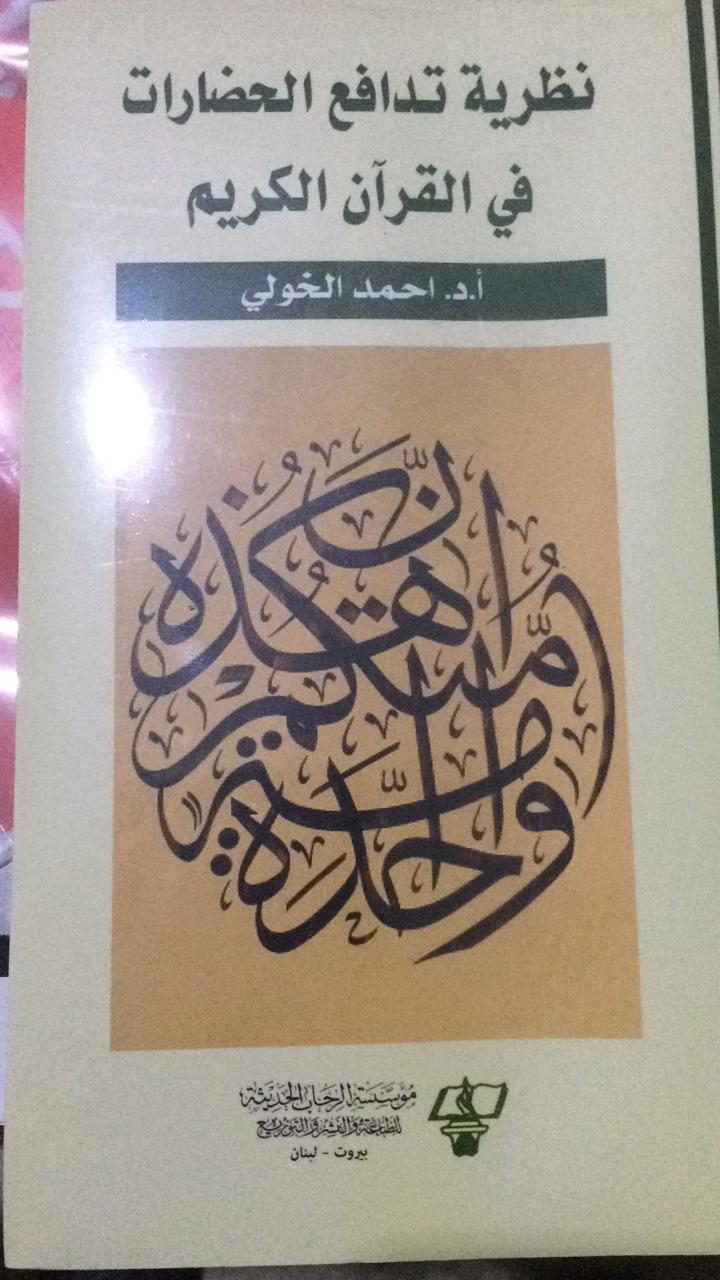 نظرية تدافع الحضارات
في القرآن الكريم
أ.د. احمد الخولي
إن هذه أمتكم أمة واحدة
مؤسسة الرحاب الحديثة
للطباعة والنشر والتوزيع
بيروت - لبنان